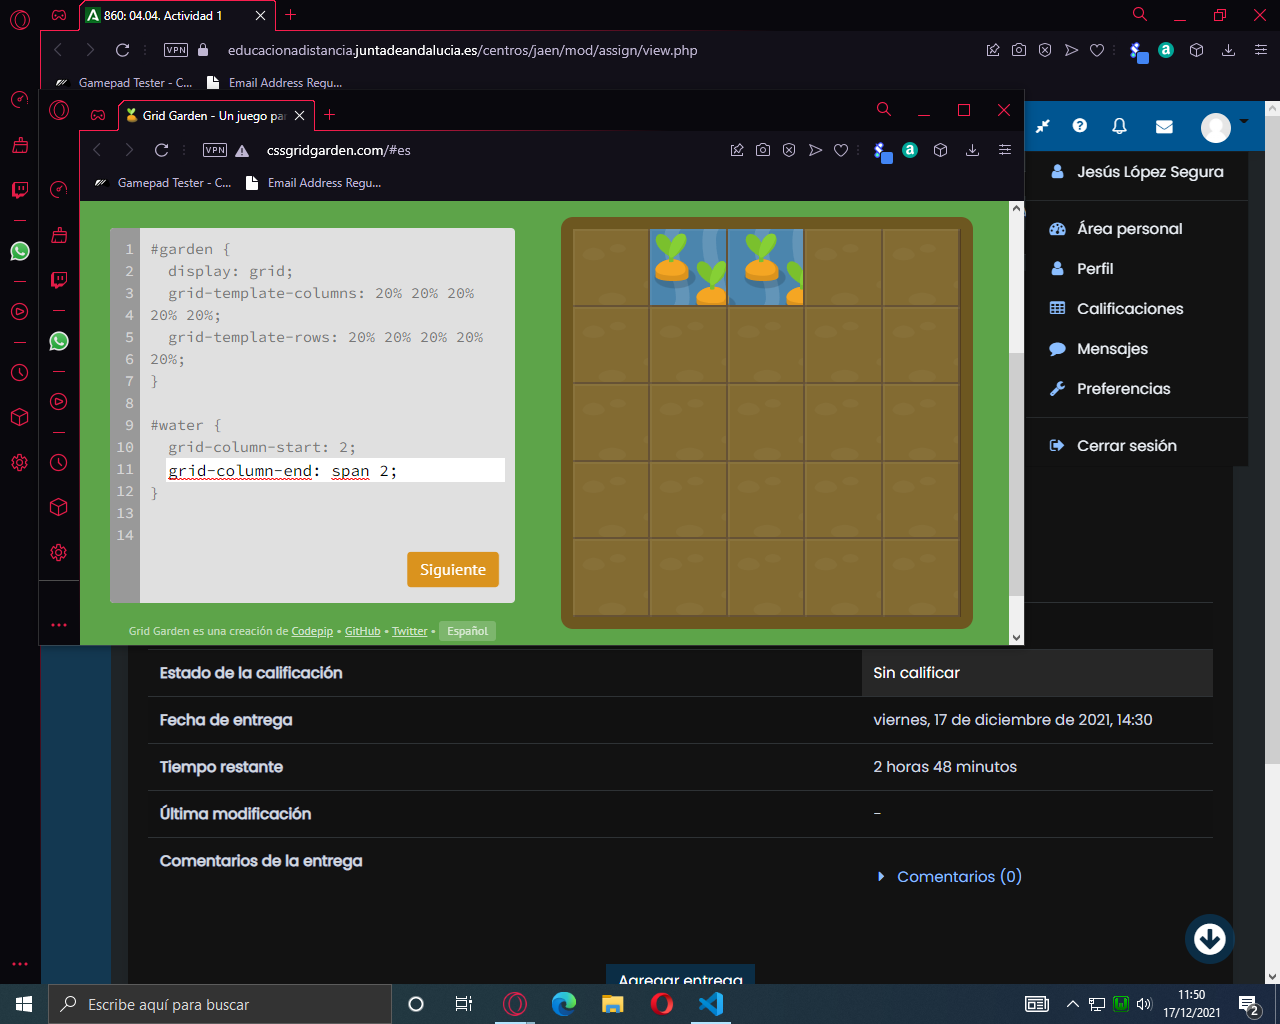 860: 04.04. Actividad 1
VPN
educacionadistancia.juntadeandalucia.es/centros/jaen/mod/assign/view.php
Gamepad Tester - C...
Email Address Requ...
Grid Garden - Un juego par
VPN
cssgridgarden.com/#es
Gamepad Tester - C...
Email Address Regu...
1 #garden {
2 display: grid;
3 grid-template-columns: 20% 20% 20%
4 20% 20%;
5 grid-template-rows: 20% 20% 20% 20%
6 20%;
7 }
8
9 #water {
10 grid-column-start: 2;
11 grid-column-end: span 2;
12 }
13
14
Siguiente
Grid Garden es una creación de Codepip • GitHub • Twitter • Español
Jesús López Segura
Área personal
Perfil
Calificaciones
Mensajes
Preferencias
Cerrar sesión
Estado de la calificación
Sin calificar
Fecha de entrega
viernes, 17 de diciembre de 2021, 14:30
Tiempo restante
2 horas 48 minutos
Última modificación
-
Comentarios de la entrega
Comentarios (0)
Agregar entrega
Escribe aquí para buscar
11:50
17/12/2021
2